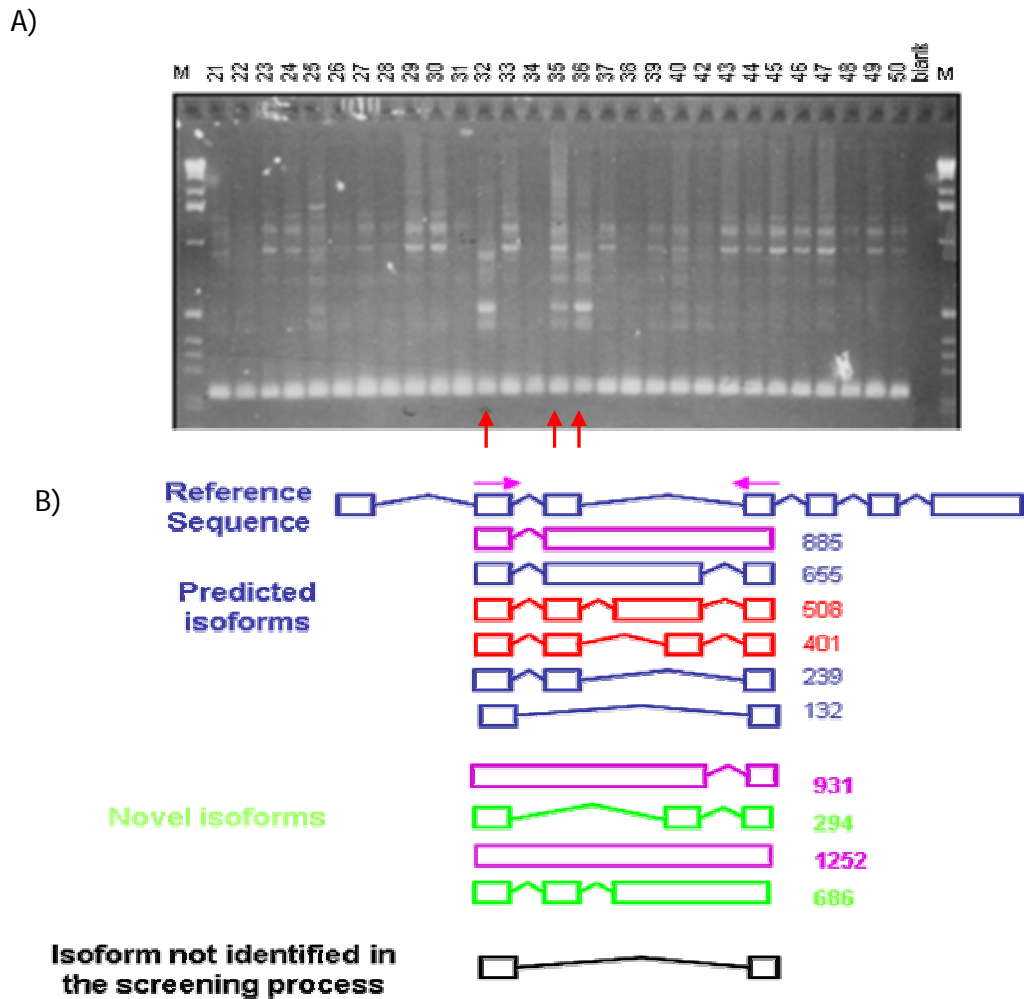 A)
M 21 22 23 24 25 26 27 28 29 30 31 32 33 34 35 36 37 38 39 40 42 43 44 45 46 47 48 49 50 blank M
B)
Reference
Sequence
885
655
Predicted
isoforms
508
401
239
132
931
Novel isoforms
294
1252
686
Isoform not identified in
the screening process